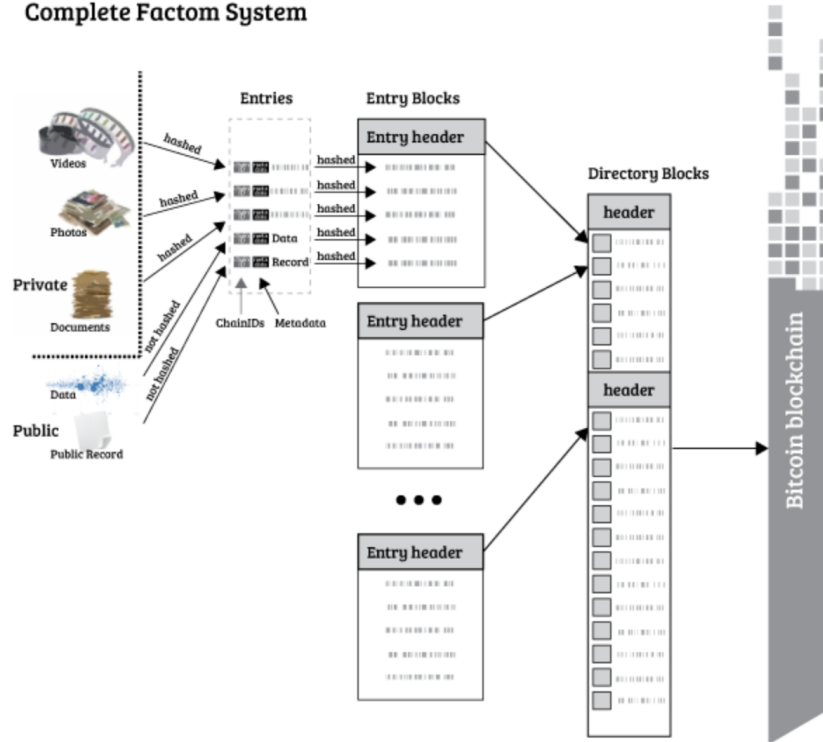 Complete Factom System
Entries
Entry Blocks
Directory Blocks
Videos
Photos
Private
Documents
Data
Public
Public Record
hashed
hashed
hashed
not hashed
not hashed
Data
Record
ChainIDs
Metadata
hashed
hashed
hashed
hashed
hashed
Entry header
Entry header
Entry header
header
header
Bitcoin blockchain